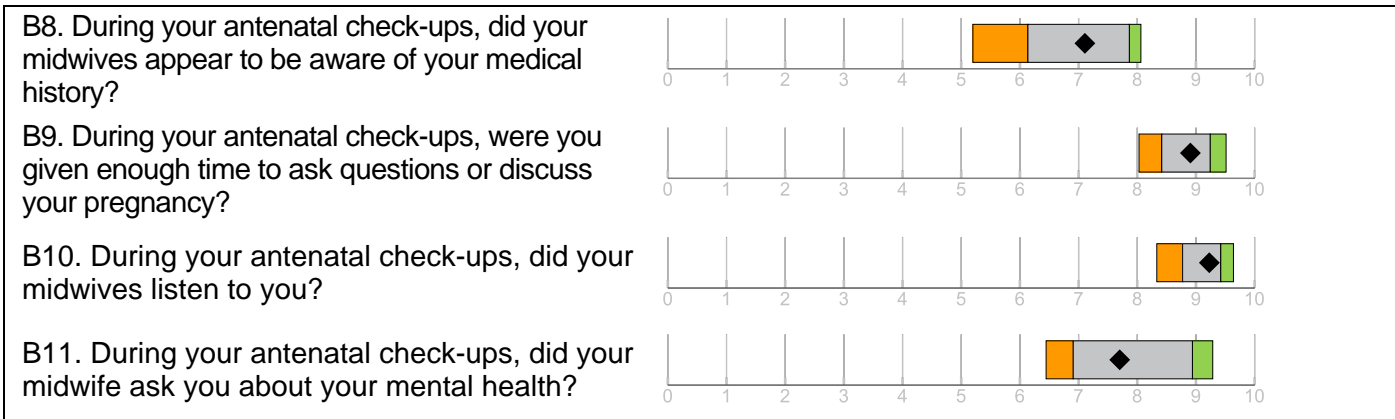 B8. During your antenatal check-ups, did your
midwives appear to be aware of your medical
history?
0 1 2 3 4 5 6 7 8 9 10
B9. During your antenatal check-ups, were you
given enough time to ask questions or discuss
your pregnancy?
0 1 2 3 4 5 6 7 8 9 10
B10. During your antenatal check-ups, did your
midwives listen to you?
0 1 2 3 4 5 6 7 8 9 10
B11. During your antenatal check-ups, did your
midwife ask you about your mental health?
0 1 2 3 4 5 6 7 8 9 10